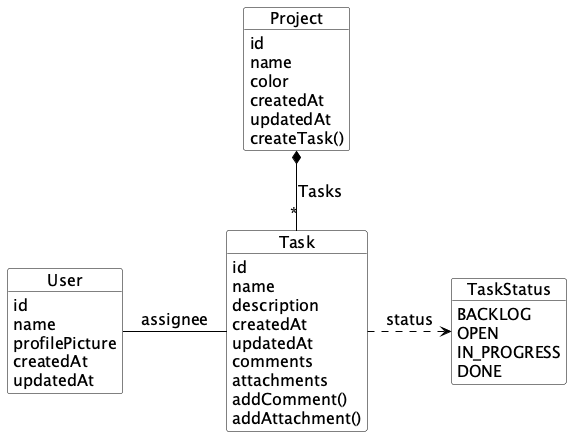 Project
id
name
color
createdAt
updatedAt
createTask()
Tasks
*
Task
id
name
description
createdAt
updatedAt
comments
attachments
addComment()
addAttachment()
User
id
name
profilePicture
createdAt
updatedAt
assignee
status
TaskStatus
BACKLOG
OPEN
IN_PROGRESS
DONE